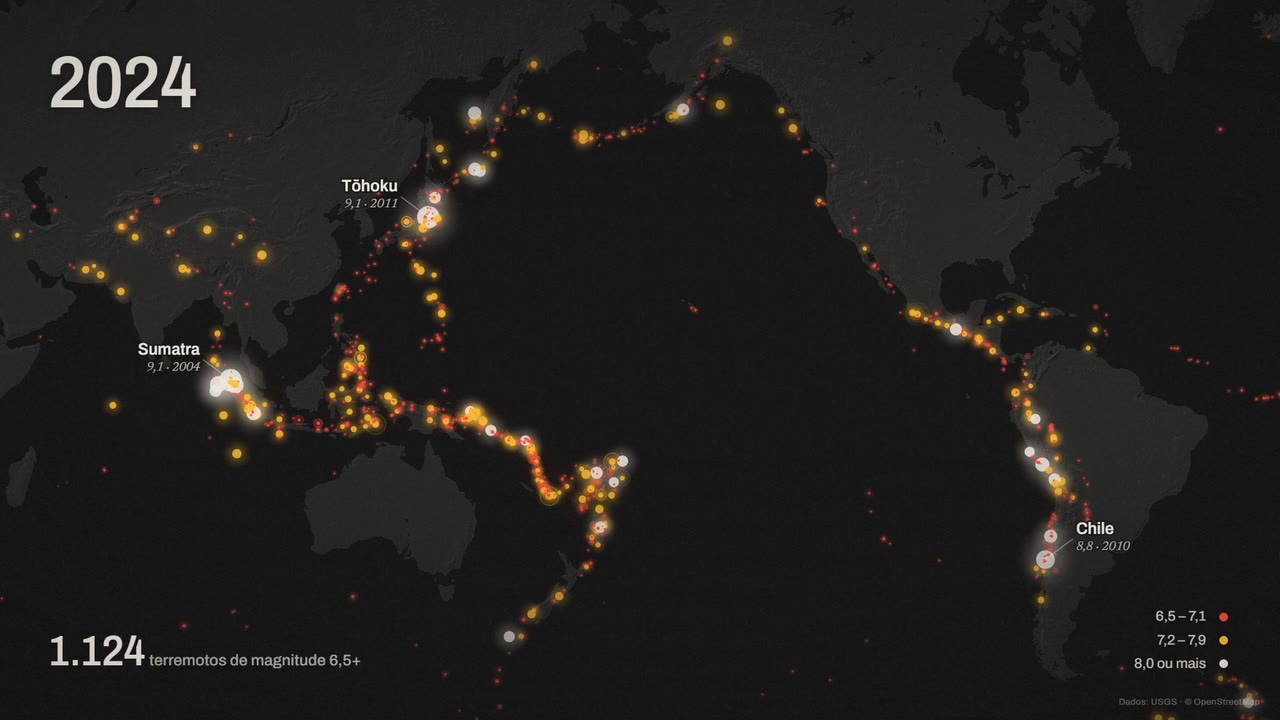 2024
Tōhoku
9,1 · 2011
Sumatra
9,1 · 2004
Chile
8,8 · 2010
1.124 terremotos de magnitude 6,5+
6,5 – 7,1
7,2 – 7,9
8,0 ou mais
Dados: USGS · © OpenStreetMap